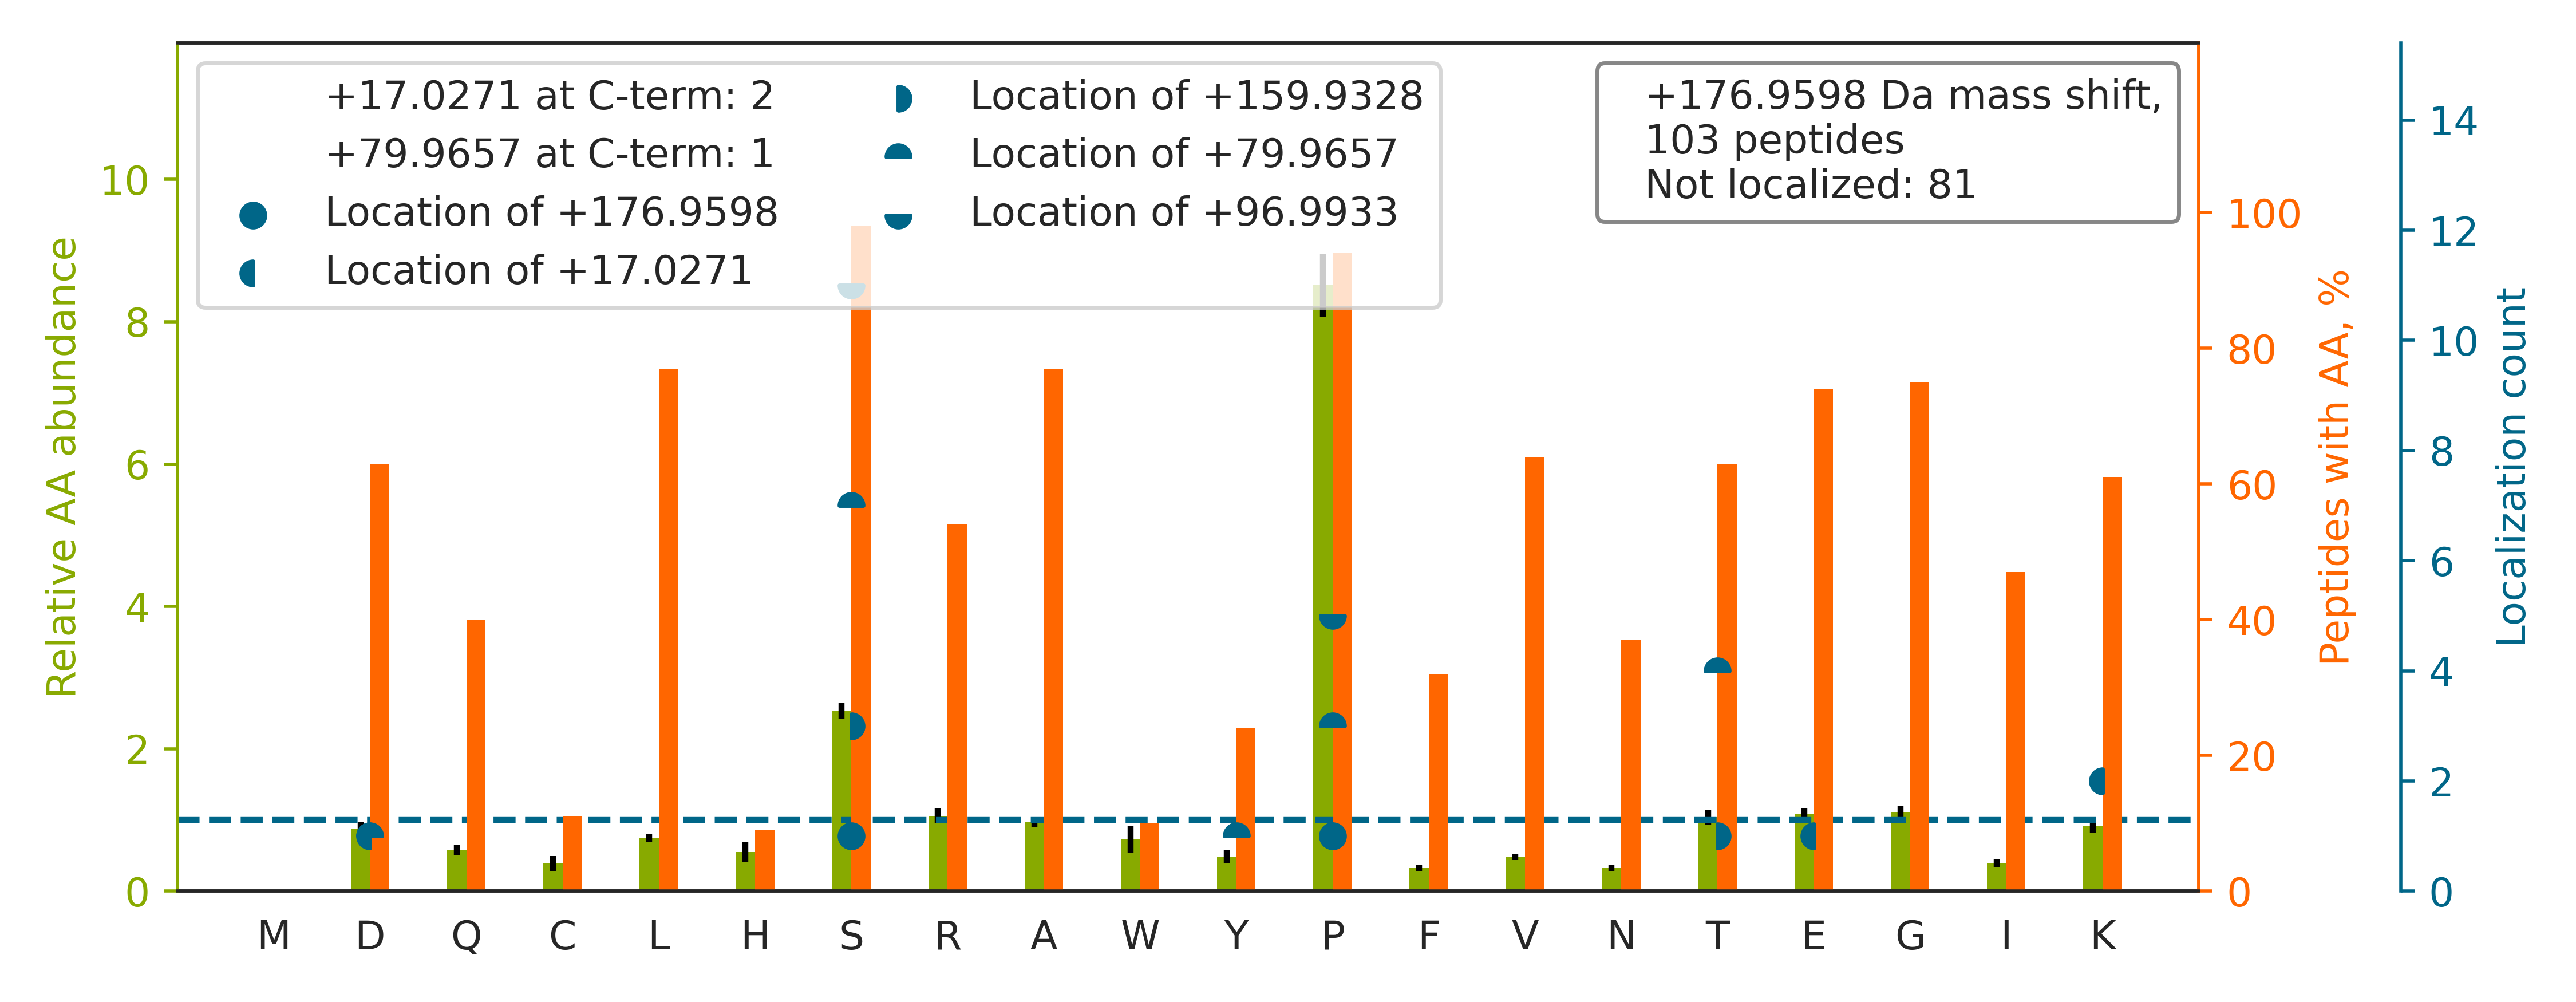 +17.0271 at C-term: 2
+79.9657 at C-term: 1
Location of +176.9598
Location of +17.0271
Location of +159.9328
Location of +79.9657
Location of +96.9933
+176.9598 Da mass shift,
103 peptides
Not localized: 81
Relative AA abundance
10
8
6
4
2
0
M D Q C L H S R A W Y P F V N T E G I K
100
80
60
40
20
0
Peptides with AA, %
14
12
10
8
6
4
2
0
Localization count